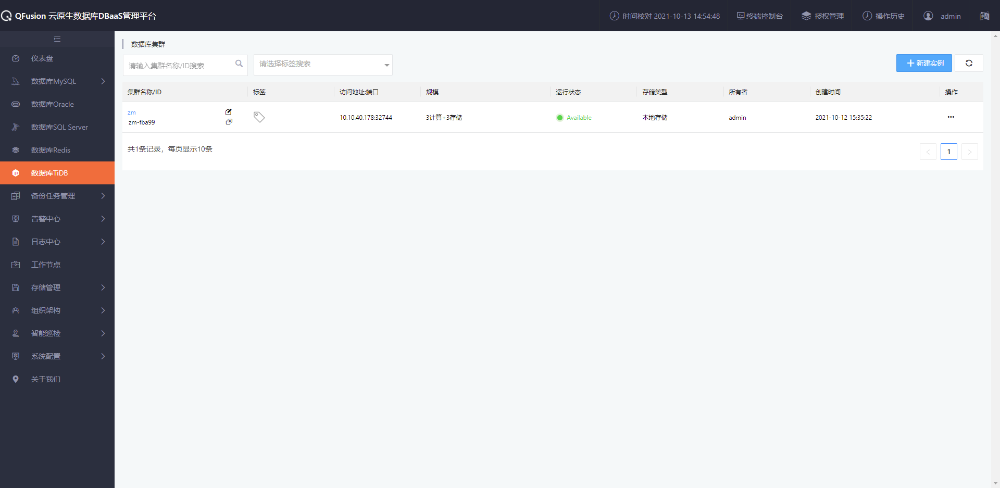 QFusion 云原生数据库DBaaS管理平台
时间校对 2021-10-13 14:54:48
终端控制台
授权管理
操作历史
admin
仪表盘
数据库MySQL
数据库Oracle
数据库SQL Server
数据库Redis
数据库TiDB
备份任务管理
告警中心
日志中心
工作节点
存储管理
组织架构
智能巡检
系统配置
关于我们
数据库集群
请输入集群名称/ID搜索
请选择标签搜索
新建实例
集群名称/ID 标签 访问地址:端口 规模 运行状态 存储类型 所有者 创建时间 操作
zm
zm-fba99
10.10.40.178:32744 3计算+3存储 Available 本地存储 admin 2021-10-12 15:35:22 •••
共1条记录，每页显示10条
< 1 >